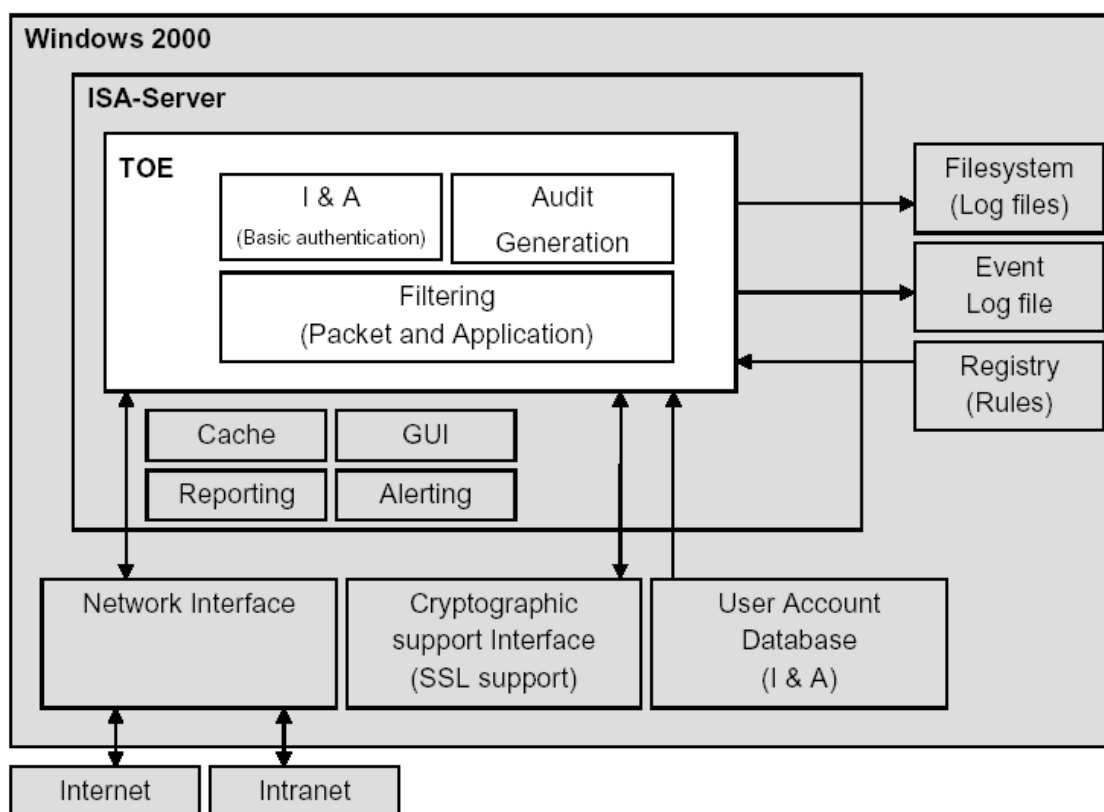 Windows 2000
ISA-Server
TOE
I & A
(Basic authentication)
Audit
Generation
Filtering
(Packet and Application)
Filesystem
(Log files)
Event
Log file
Registry
(Rules)
Cache
GUI
Reporting
Alerting
Network Interface
Cryptographic
support Interface
(SSL support)
User Account
Database
(I & A)
Internet
Intranet